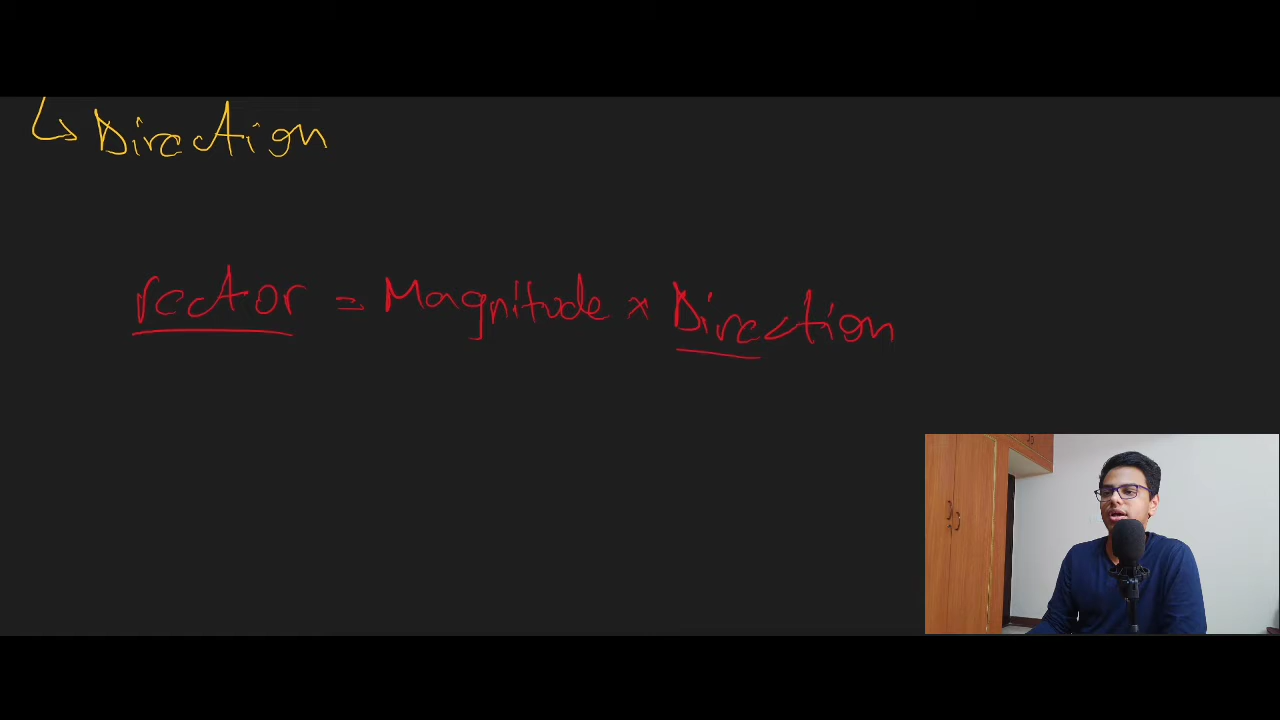 ↳ Direction
vector = Magnitude × Direction